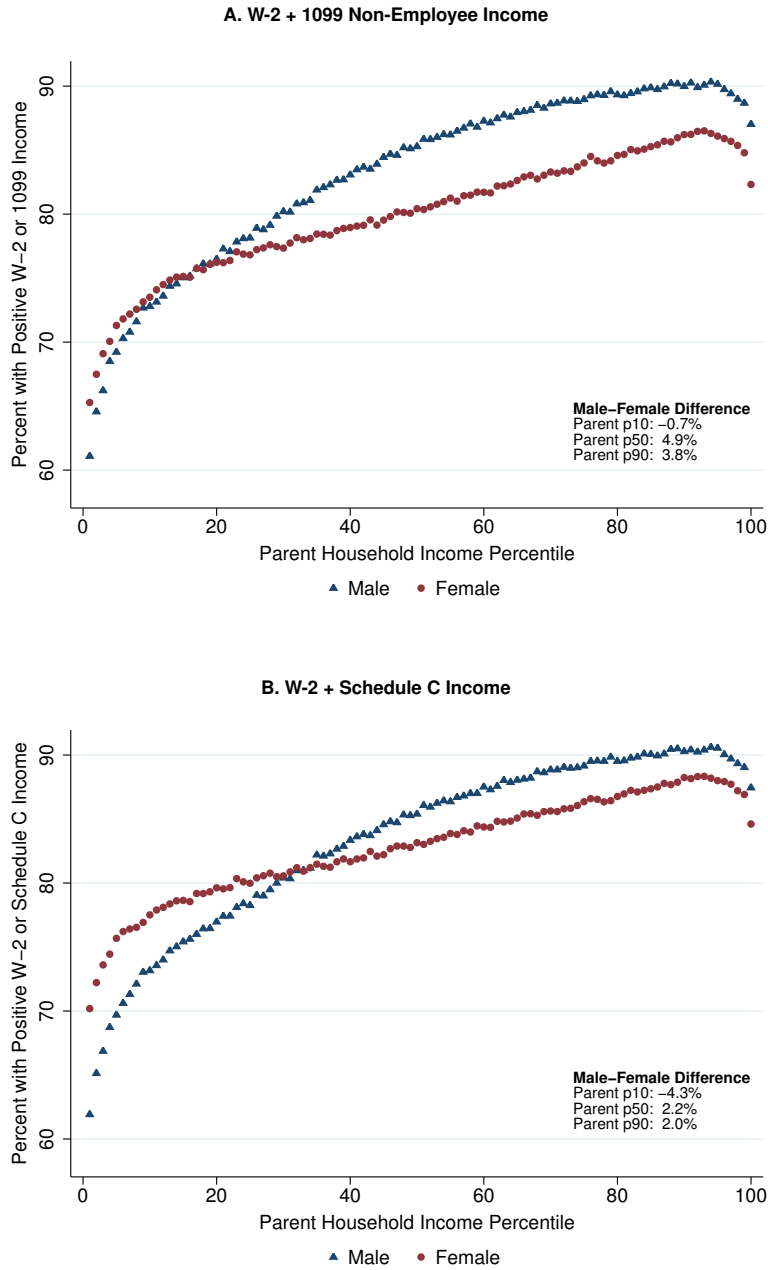 A. W-2 + 1099 Non-Employee Income
Percent with Positive W−2 or 1099 Income
90
80
70
60
Male−Female Difference
Parent p10: −0.7%
Parent p50: 4.9%
Parent p90: 3.8%
0 20 40 60 80 100
Parent Household Income Percentile
Male Female
B. W-2 + Schedule C Income
Percent with Positive W−2 or Schedule C Income
90
80
70
60
Male−Female Difference
Parent p10: −4.3%
Parent p50: 2.2%
Parent p90: 2.0%
0 20 40 60 80 100
Parent Household Income Percentile
Male Female